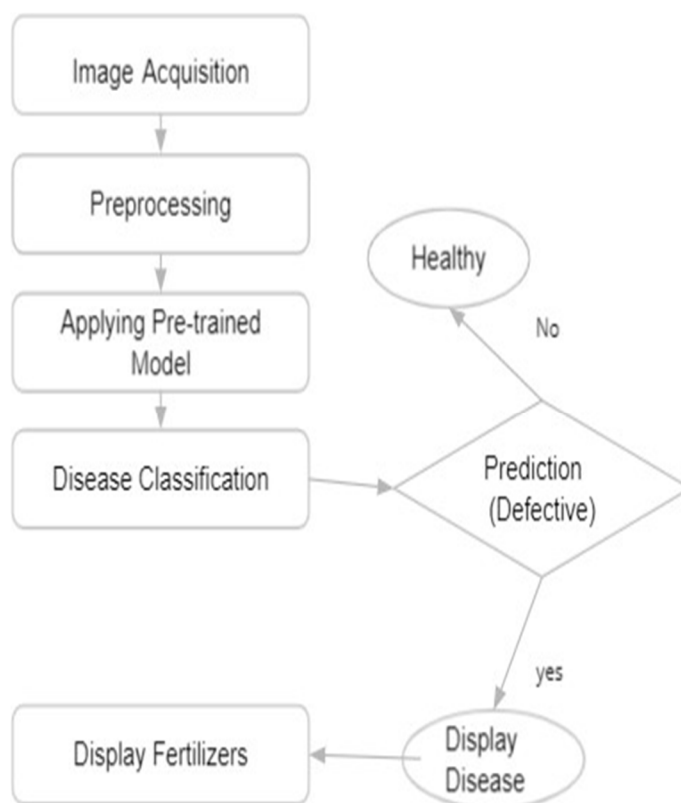 Image Acquisition
Preprocessing
Applying Pre-trained
Model
Disease Classification
Prediction
(Defective)
No
Healthy
yes
Display
Disease
Display Fertilizers